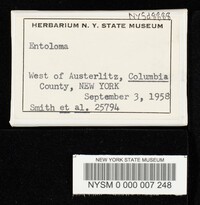 HERBARIUM N. Y. STATE MUSEUM
Entoloma
West of Austerlitz, Columbia
County, NEW YORK
September 3, 1958
Smith et al. 25794
NEW YORK STATE MUSEUM
NYSM 0 000 007 248